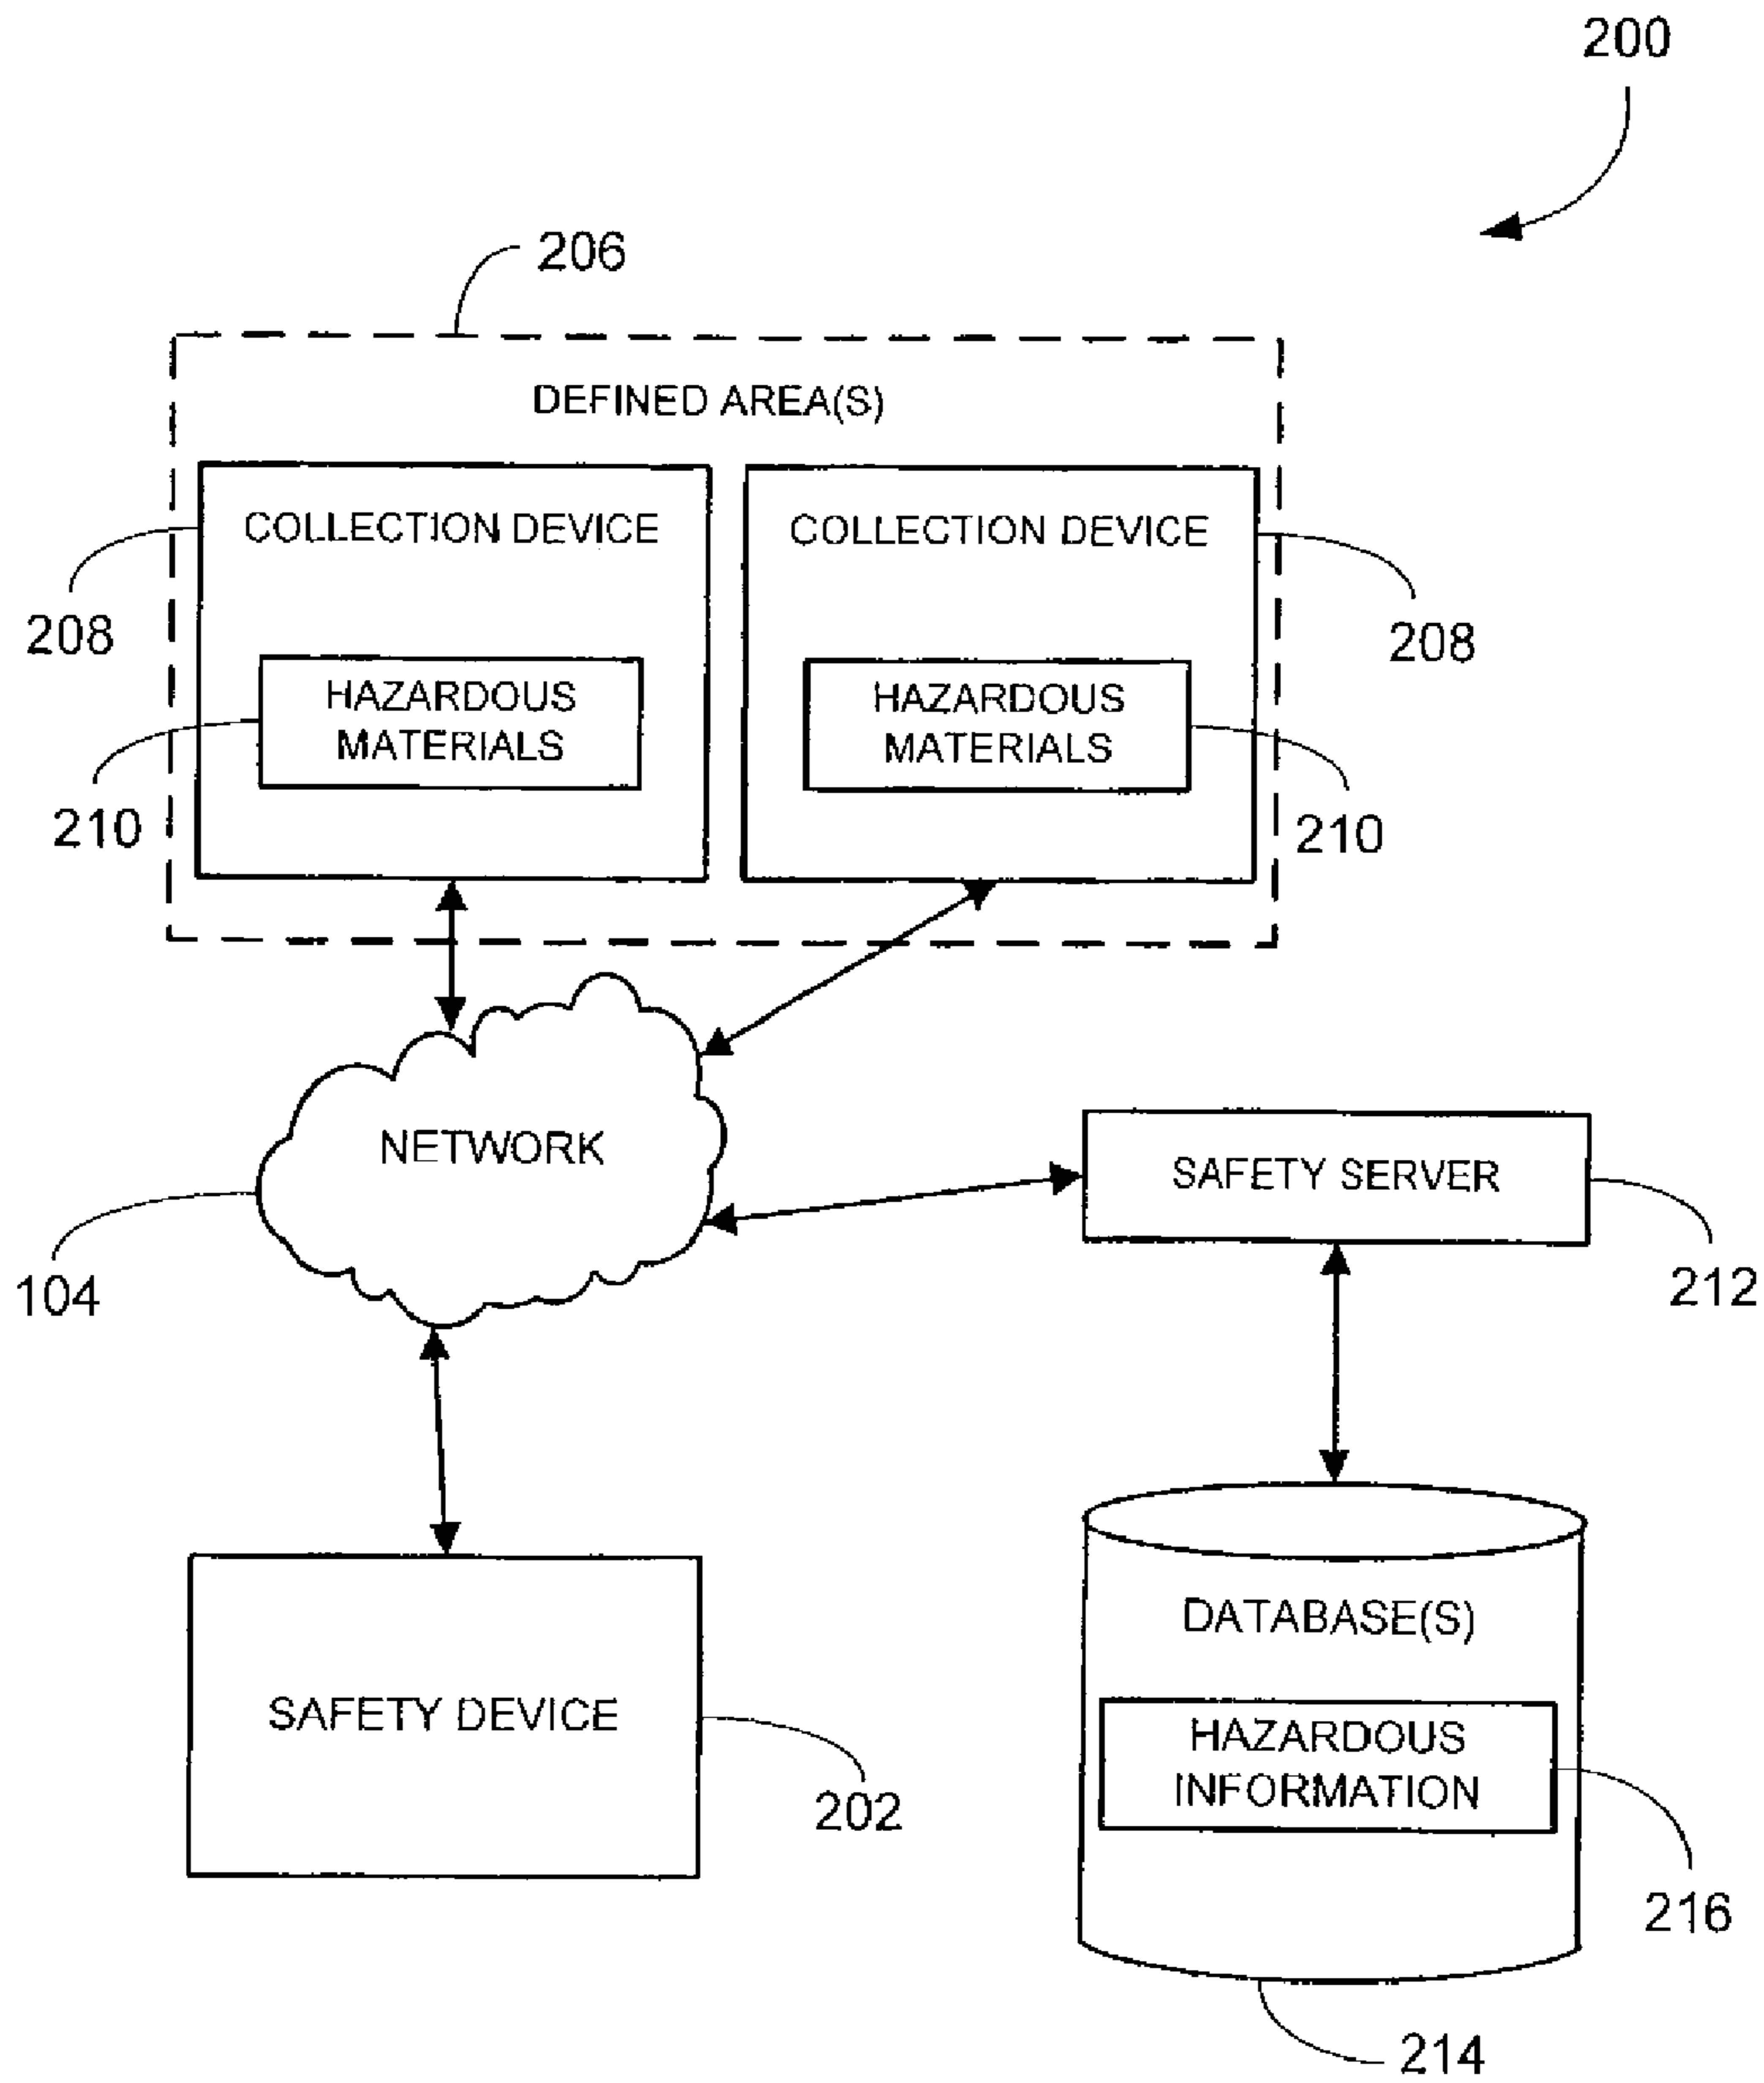 200
206
DEFINED AREA(S)
COLLECTION DEVICE
COLLECTION DEVICE
208
208
HAZARDOUS
MATERIALS
HAZARDOUS
MATERIALS
210
210
NETWORK
SAFETY SERVER
104
212
DATABASE(S)
SAFETY DEVICE
HAZARDOUS
INFORMATION
202
216
214